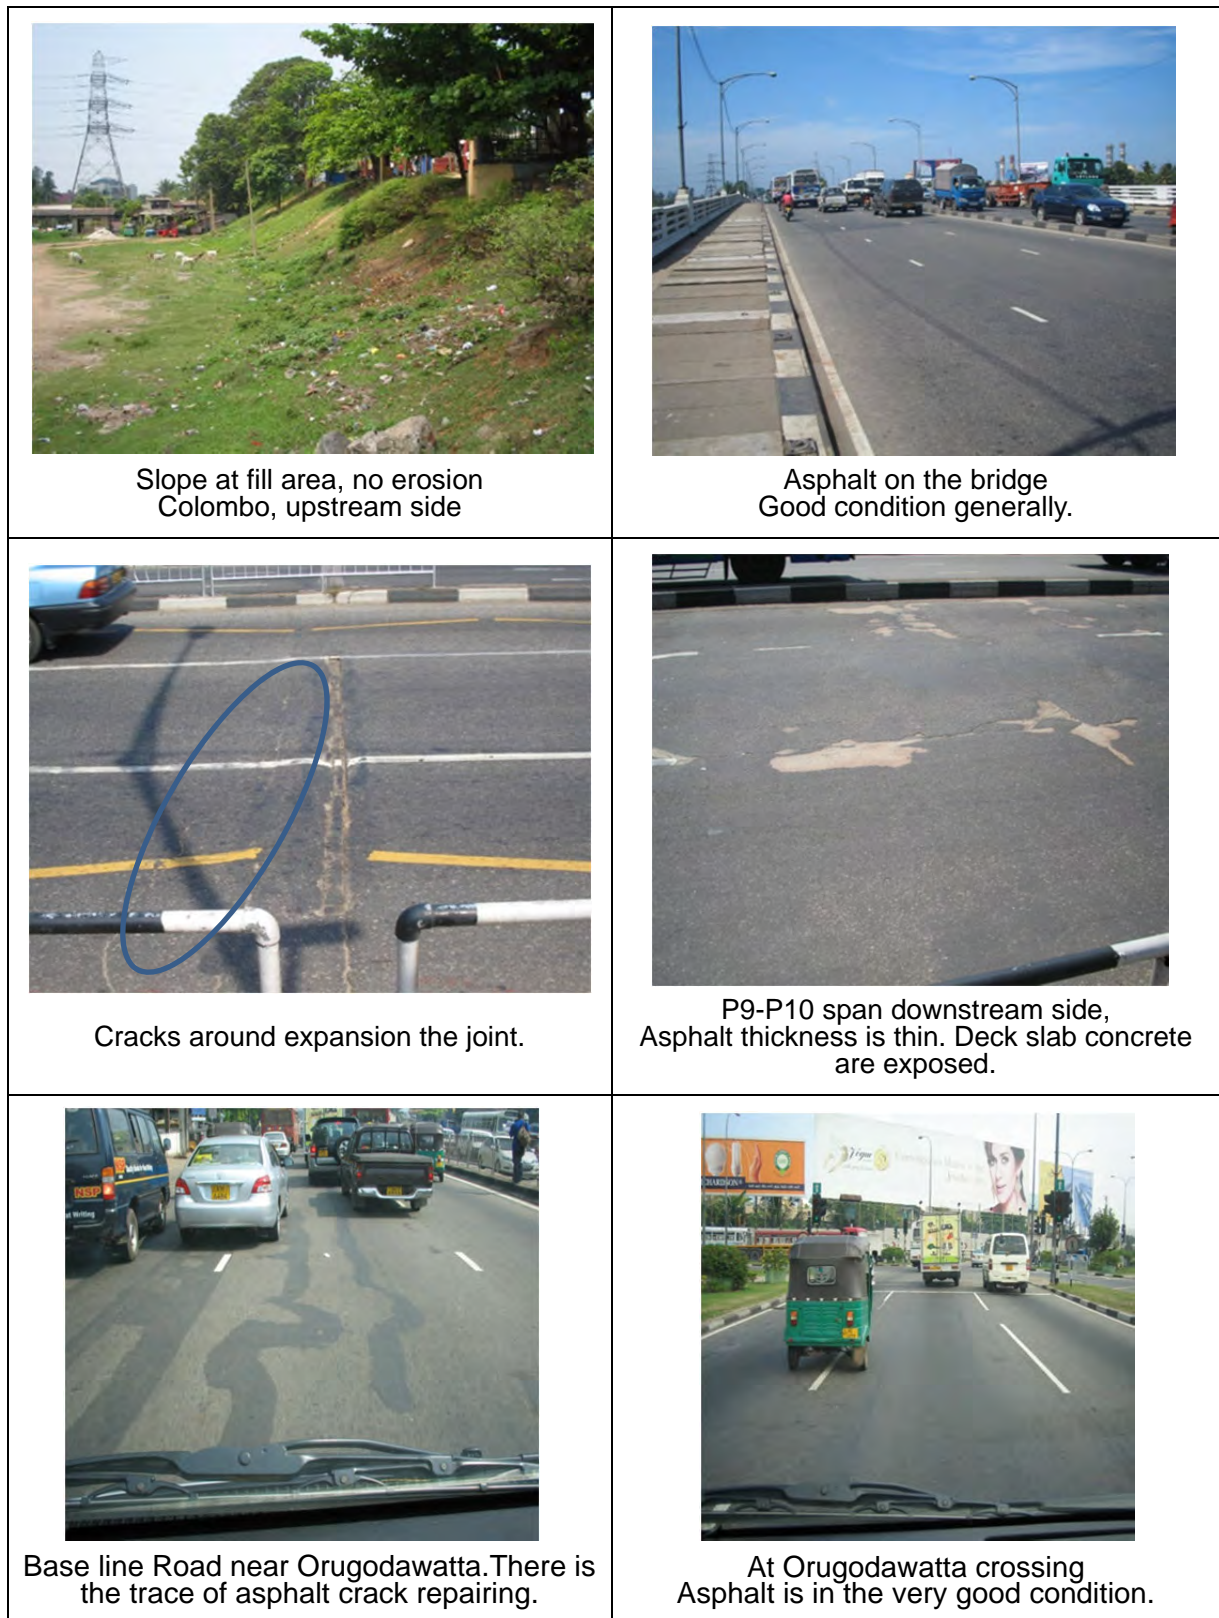 Slope at fill area, no erosion
Colombo, upstream side
Asphalt on the bridge
Good condition generally.
Cracks around expansion the joint.
P9-P10 span downstream side,
Asphalt thickness is thin. Deck slab concrete
are exposed.
NSP
Writing
Base line Road near Orugodawatta.There is
the trace of asphalt crack repairing.
Vogue
At Orugodawatta crossing
Asphalt is in the very good condition.